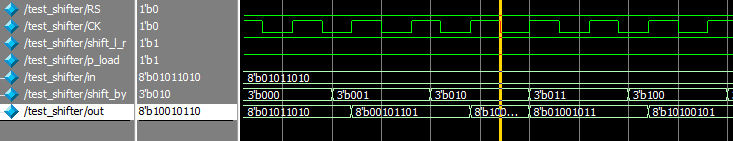 /test_shifter/RS 1'b0
/test_shifter/CK 1'b0
/test_shifter/shift_l_r 1'b1
/test_shifter/p_load 1'b1
/test_shifter/in 8'b01011010 8'b01011010
/test_shifter/shift_by 3'b010 3'b000 3'b001 3'b010 3'b011 3'b100
/test_shifter/out 8'b10010110 8'b01011010 8'b00101101 8'b100... 8'b01001011 8'b10100101